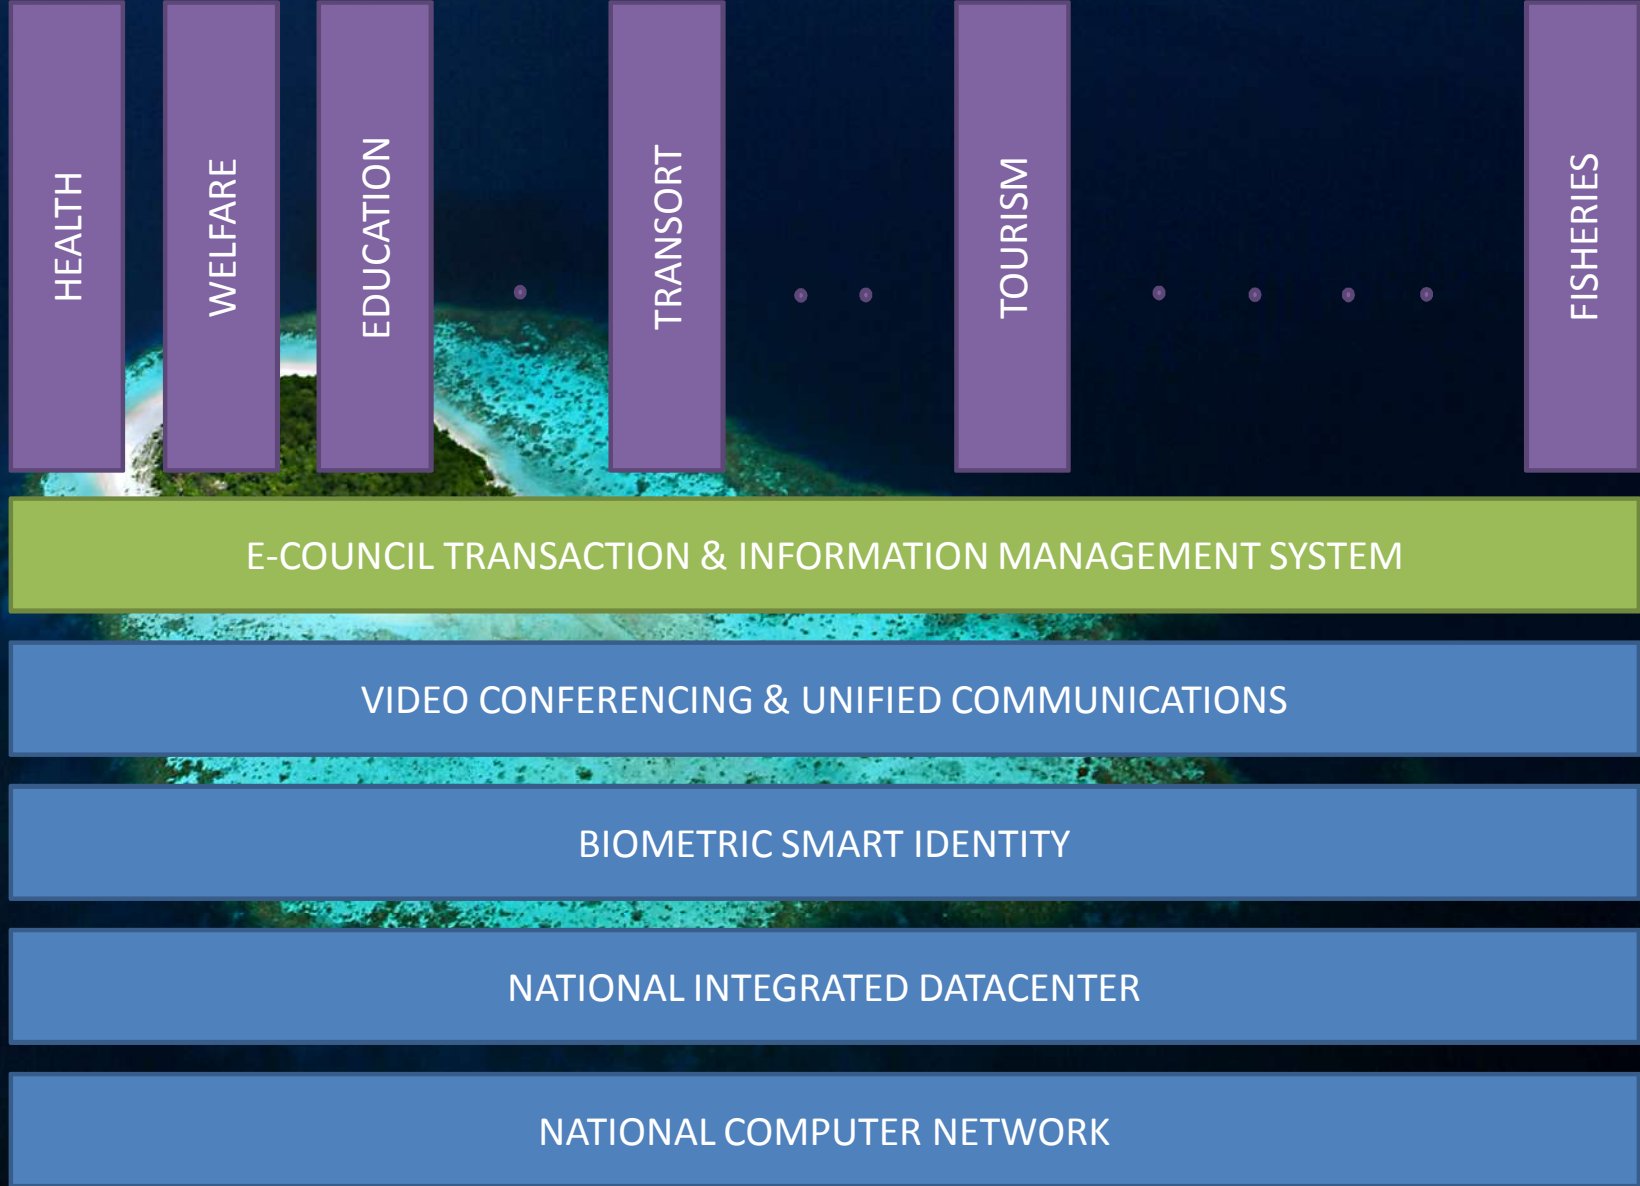 HEALTH
WELFARE
EDUCATION
TRANSORT
TOURISM
FISHERIES
E-COUNCIL TRANSACTION & INFORMATION MANAGEMENT SYSTEM
VIDEO CONFERENCING & UNIFIED COMMUNICATIONS
BIOMETRIC SMART IDENTITY
NATIONAL INTEGRATED DATACENTER
NATIONAL COMPUTER NETWORK